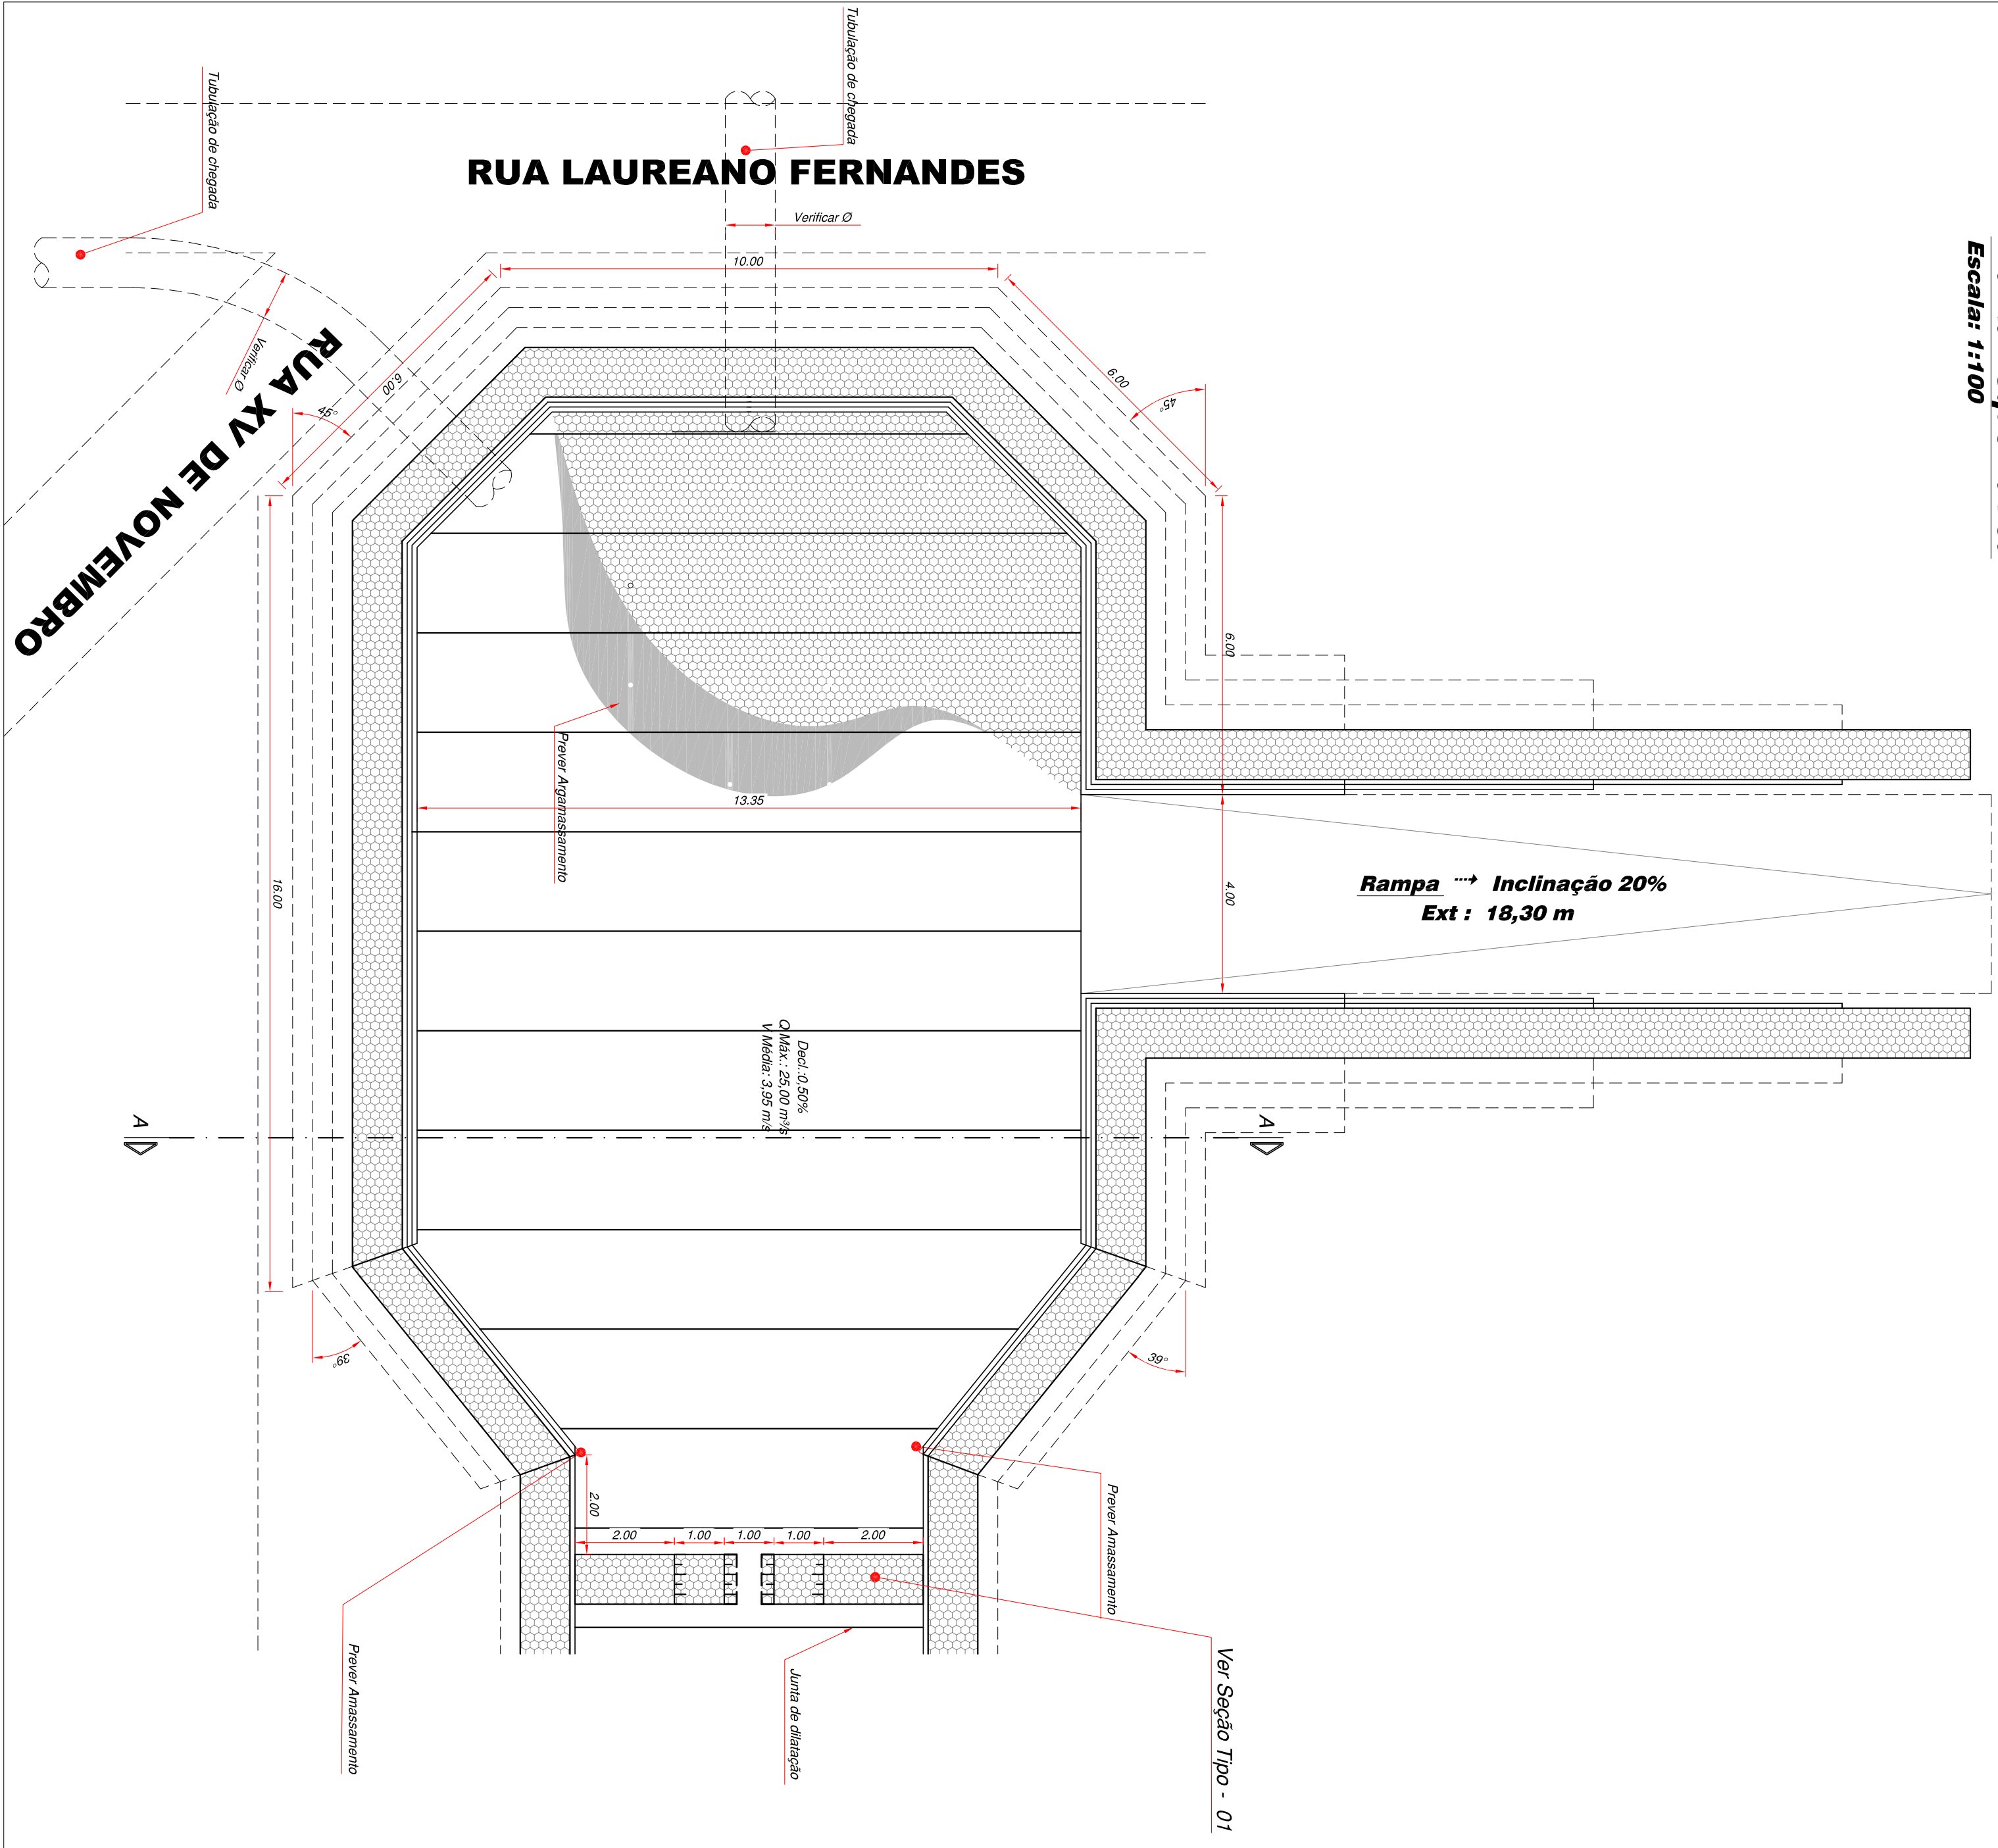 Tubulação de chegada
Tubulação de chegada
RUA LAUREANO FERNANDES
Verificar Ø
10.00
Escala: 1:100
Verificar Ø
RUA XV DE NOVEMBRO
6.00
45°
6.00
45°
6.00
Prever Argamassamento
13.35
16.00
4.00
Rampa Inclinação 20%
Ext : 18,30 m
Decl.:0,50%
Q Máx.: 25,00 m³/s
V Média: 3,95 m/s
A
A
39°
39°
2.00
2.00
1.00
1.00
1.00
2.00
Prever Amassamento
Prever Amassamento
Junta de dilatação
Ver Seção Tipo - 01